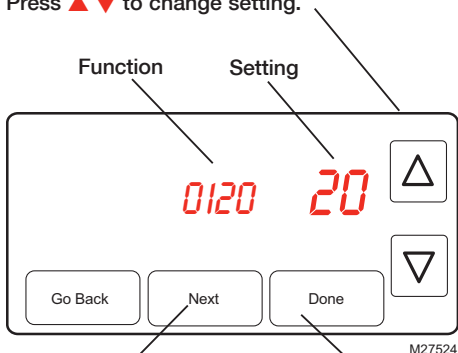 Press ▲ ▼ to change setting.
Function Setting
0120 20
Go Back Next Done
M27524